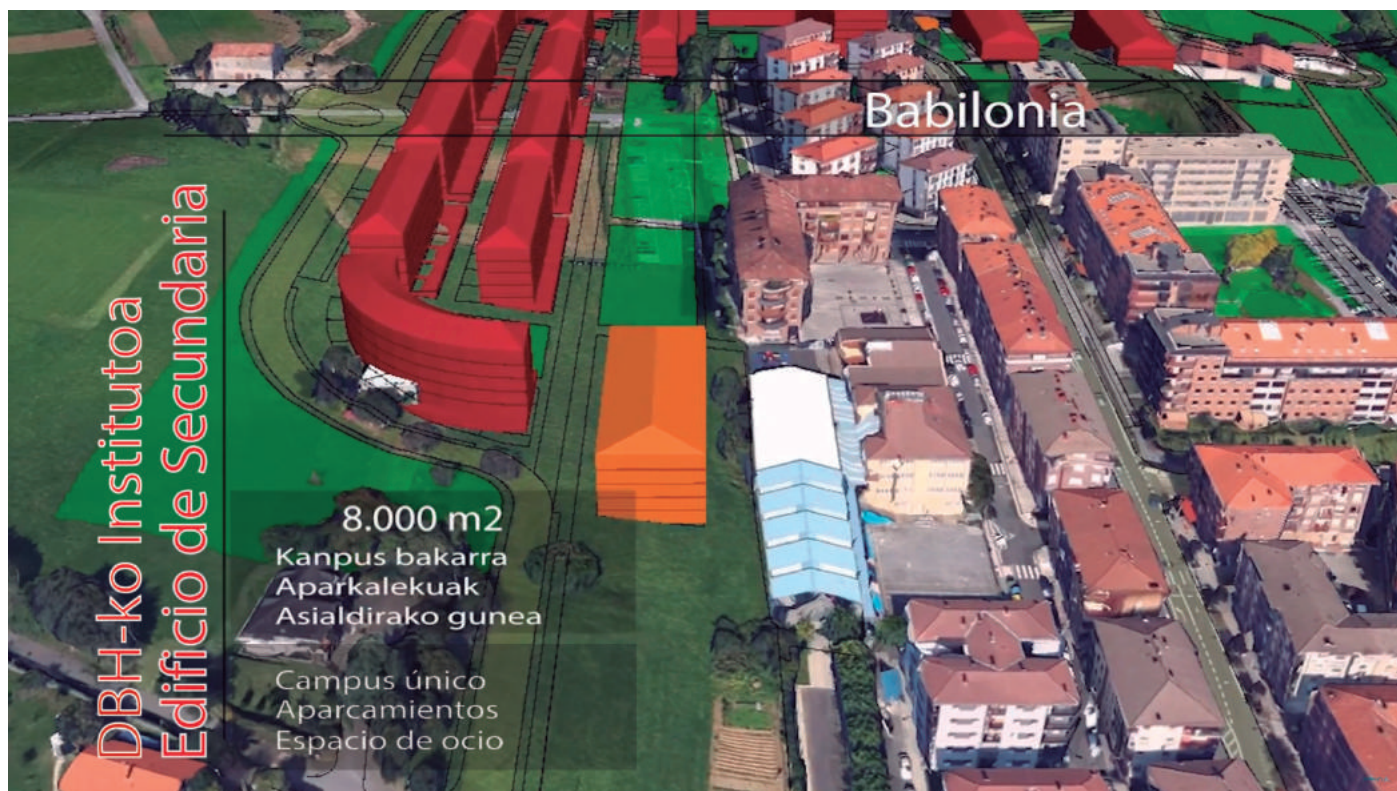 Babilonia
DBH-ko Institutoa
Edificio de Secundaria
8.000 m2
Kanpus bakarra
Aparkalekuak
Asialdirako gunea
Campus único
Aparcamientos
Espacio de ocio